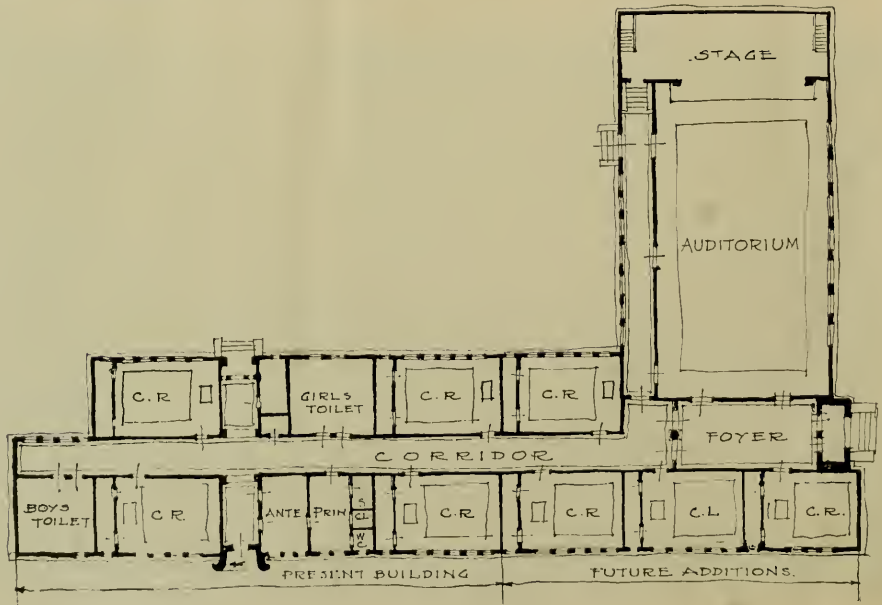 STAGE
AUDITORIUM
C.R
GIRLS
TOILET
C.R
C.R
FOYER
CORRIDOR
BOYS
TOILET
C R.
ANTE
PRIN
S.
CL
W.
C.
C.R
C.R
C.L
C.R.
PRESENT BUILDING
FUTURE ADDITIONS.